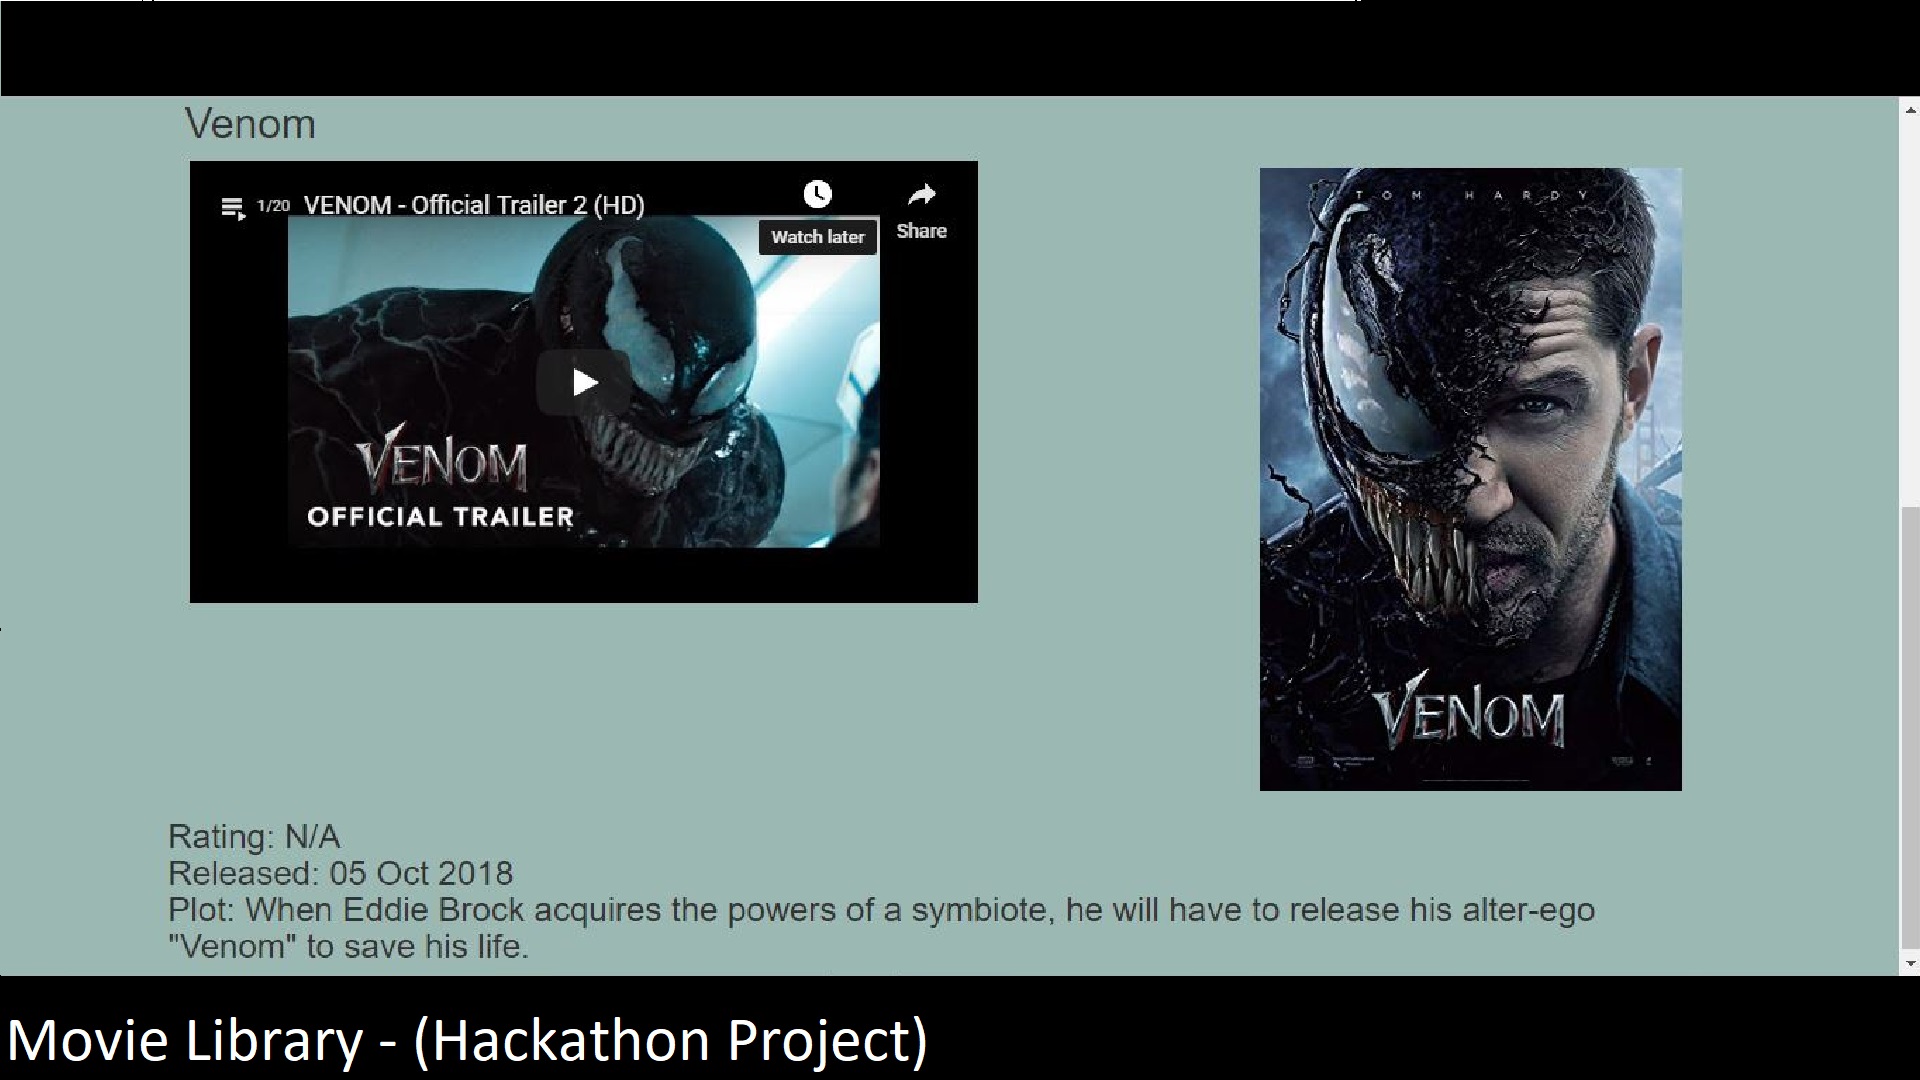 Venom
1/20 VENOM - Official Trailer 2 (HD)
Watch later
Share
VENOM
OFFICIAL TRAILER
TOM HARDY
VENOM
Rating: N/A
Released: 05 Oct 2018
Plot: When Eddie Brock acquires the powers of a symbiote, he will have to release his alter-ego
"Venom" to save his life.
Movie Library - (Hackathon Project)